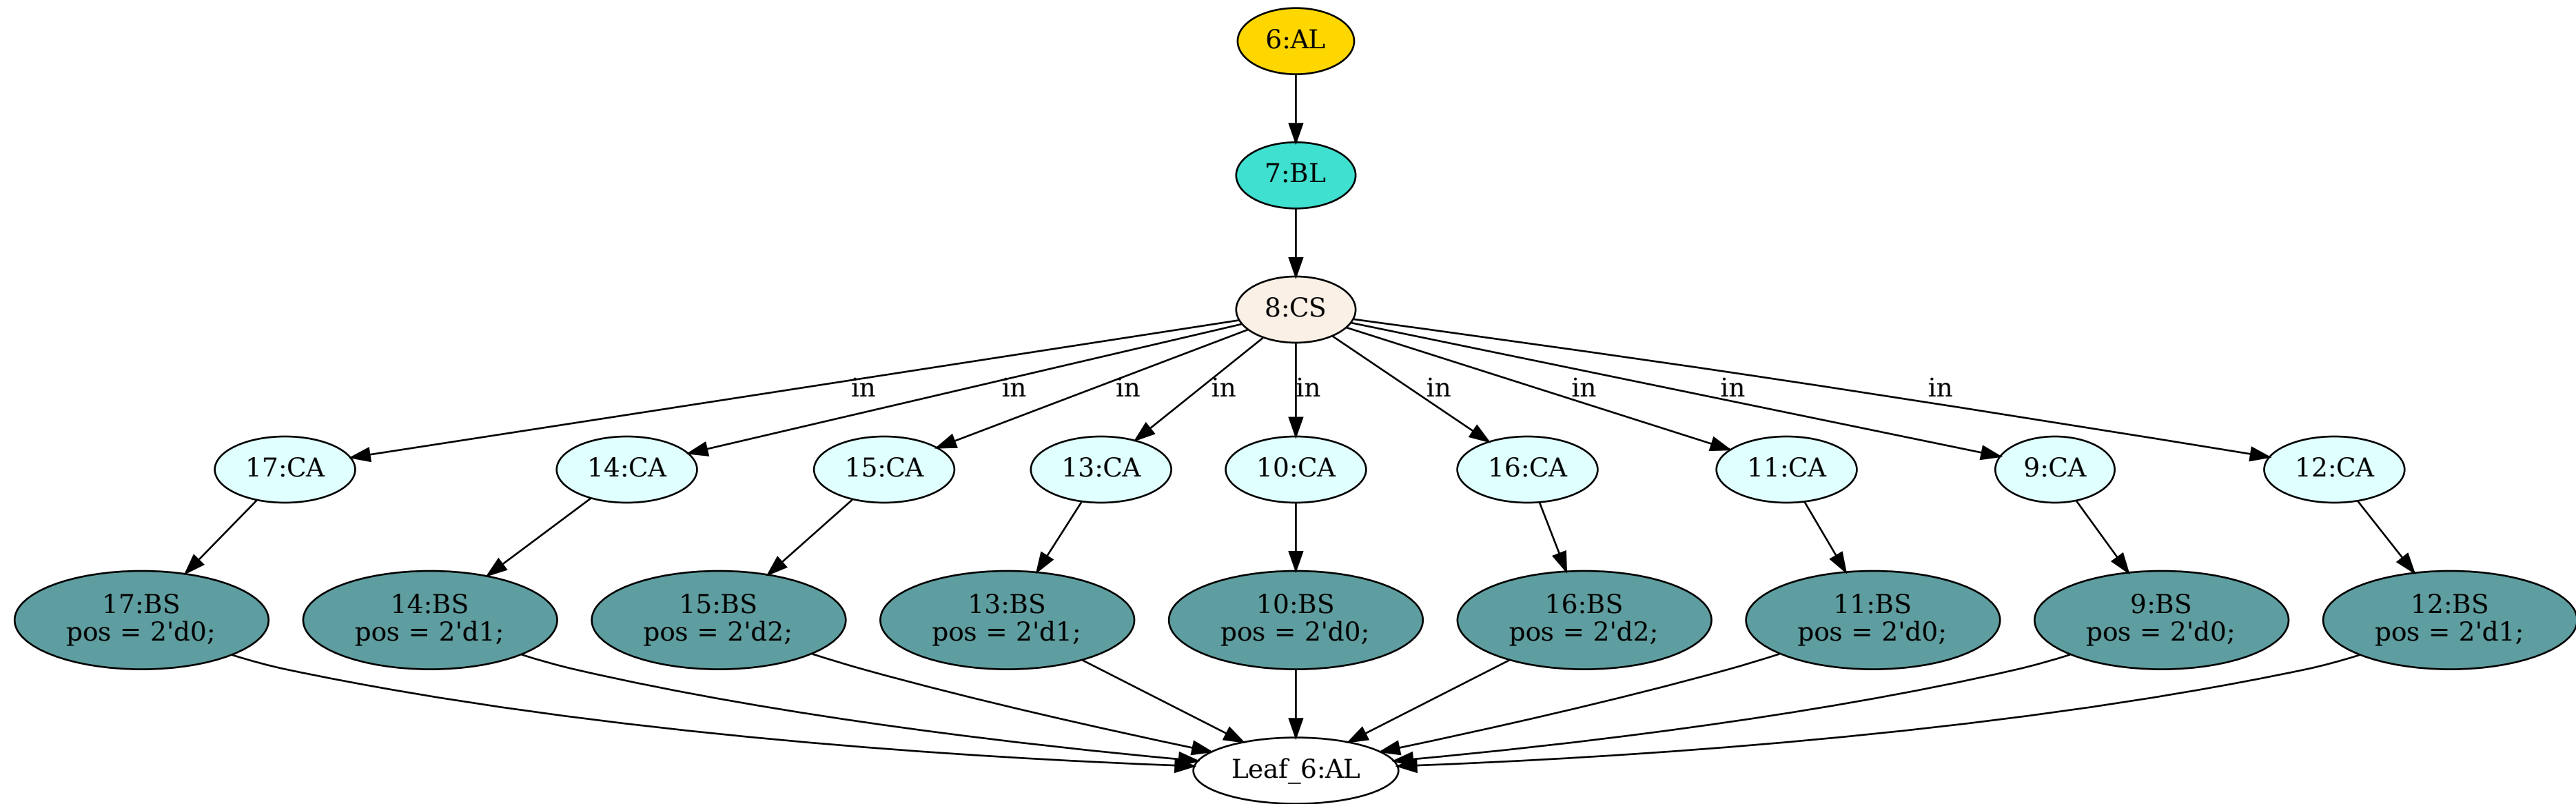 6:AL
7:BL
8:CS
in
in
in
in
in
in
in
in
in
17:CA
14:CA
15:CA
13:CA
10:CA
16:CA
11:CA
9:CA
12:CA
17:BS
pos = 2'd0;
14:BS
pos = 2'd1;
15:BS
pos = 2'd2;
13:BS
pos = 2'd1;
10:BS
pos = 2'd0;
16:BS
pos = 2'd2;
11:BS
pos = 2'd0;
9:BS
pos = 2'd0;
12:BS
pos = 2'd1;
Leaf_6:AL